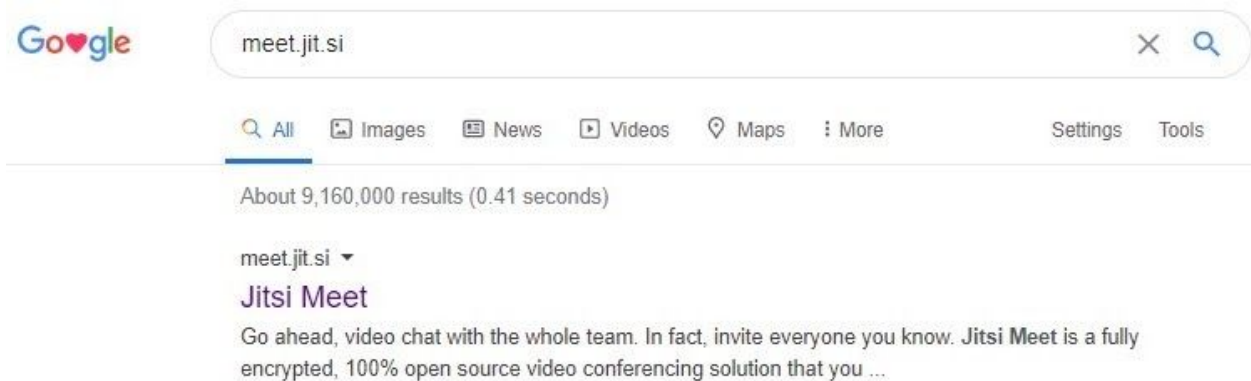 Go♥gle
meet.jit.si
All Images News Videos Maps More Settings Tools
About 9,160,000 results (0.41 seconds)
meet.jit.si
Jitsi Meet
Go ahead, video chat with the whole team. In fact, invite everyone you know. Jitsi Meet is a fully
encrypted, 100% open source video conferencing solution that you ...